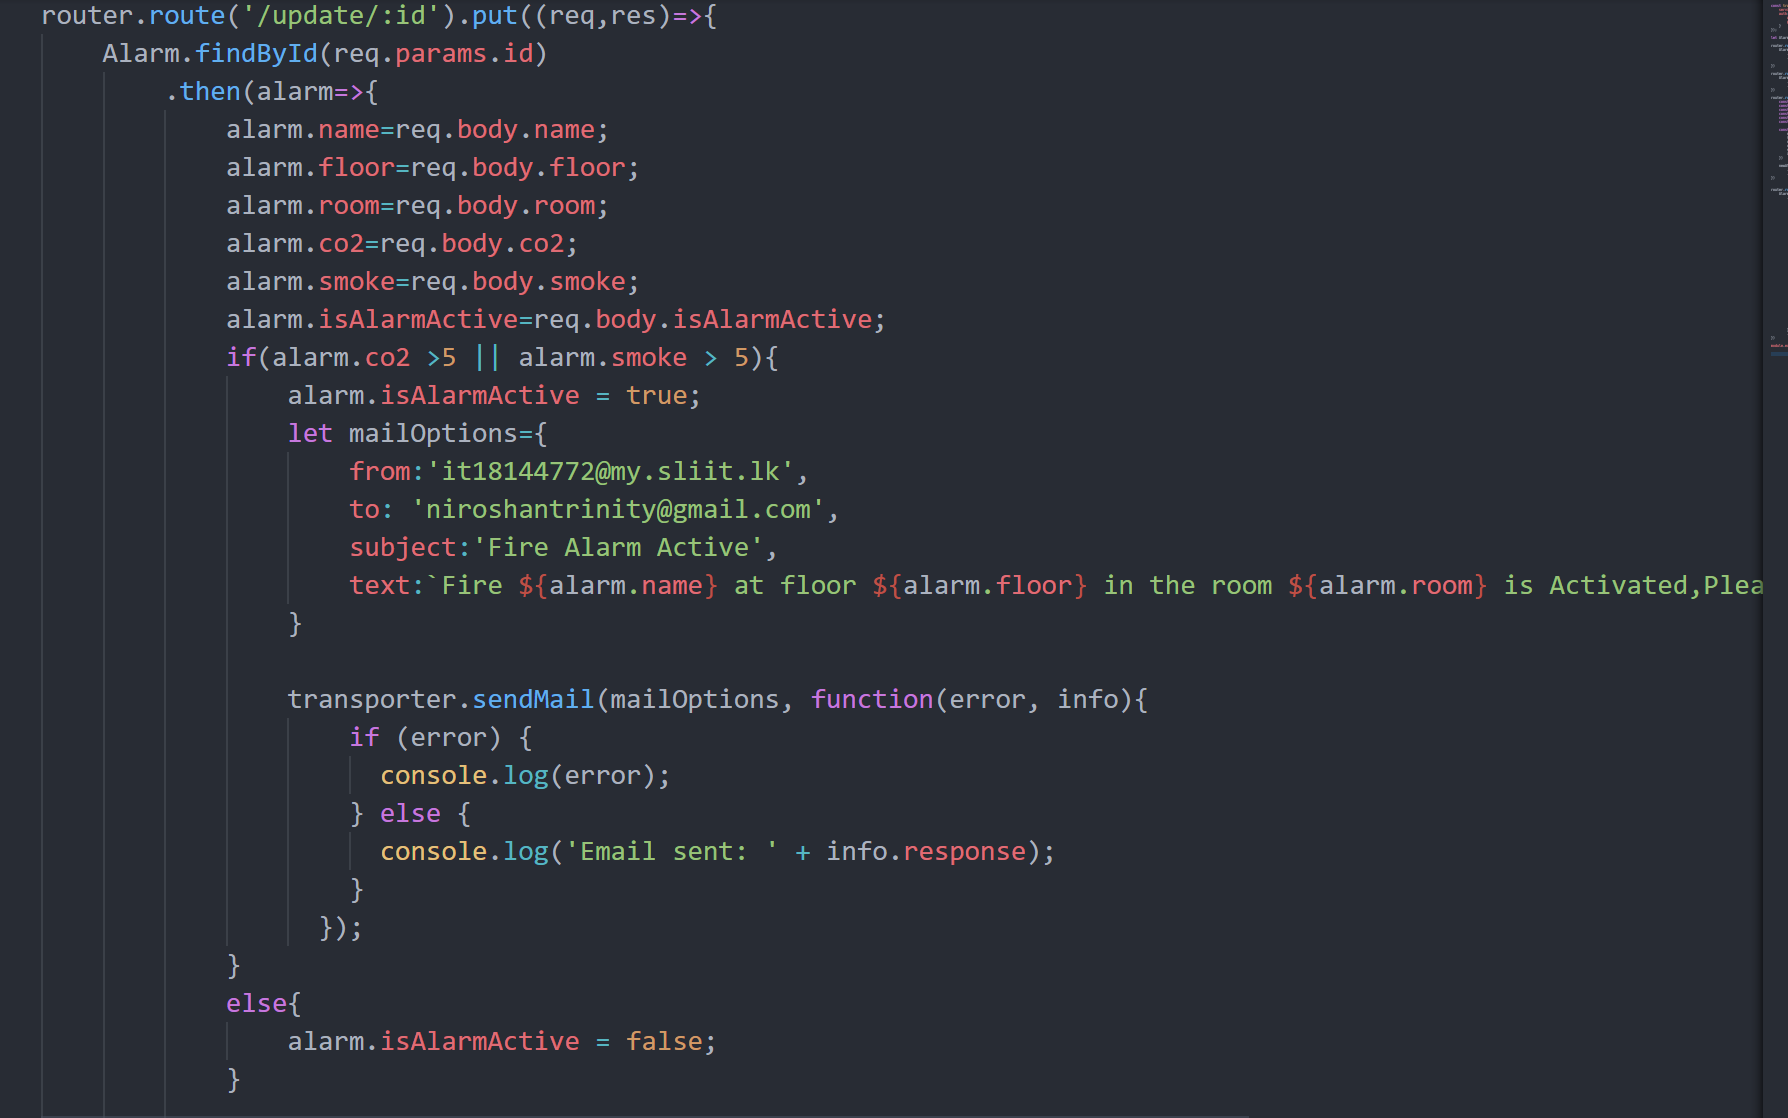 router.route('/update/:id').put((req,res)=>{
Alarm.findById(req.params.id)
.then(alarm=>{
alarm.name=req.body.name;
alarm.floor=req.body.floor;
alarm.room=req.body.room;
alarm.co2=req.body.co2;
alarm.smoke=req.body.smoke;
alarm.isAlarmActive=req.body.isAlarmActive;
if(alarm.co2 >5 || alarm.smoke > 5){
alarm.isAlarmActive = true;
let mailOptions={
from:'it18144772@my.sliit.lk',
to: 'niroshantrinity@gmail.com',
subject:'Fire Alarm Active',
text:`Fire ${alarm.name} at floor ${alarm.floor} in the room ${alarm.room} is Activated,Plea
}
transporter.sendMail(mailOptions, function(error, info){
if (error) {
console.log(error);
} else {
console.log('Email sent: ' + info.response);
}
});
}
else{
alarm.isAlarmActive = false;
}